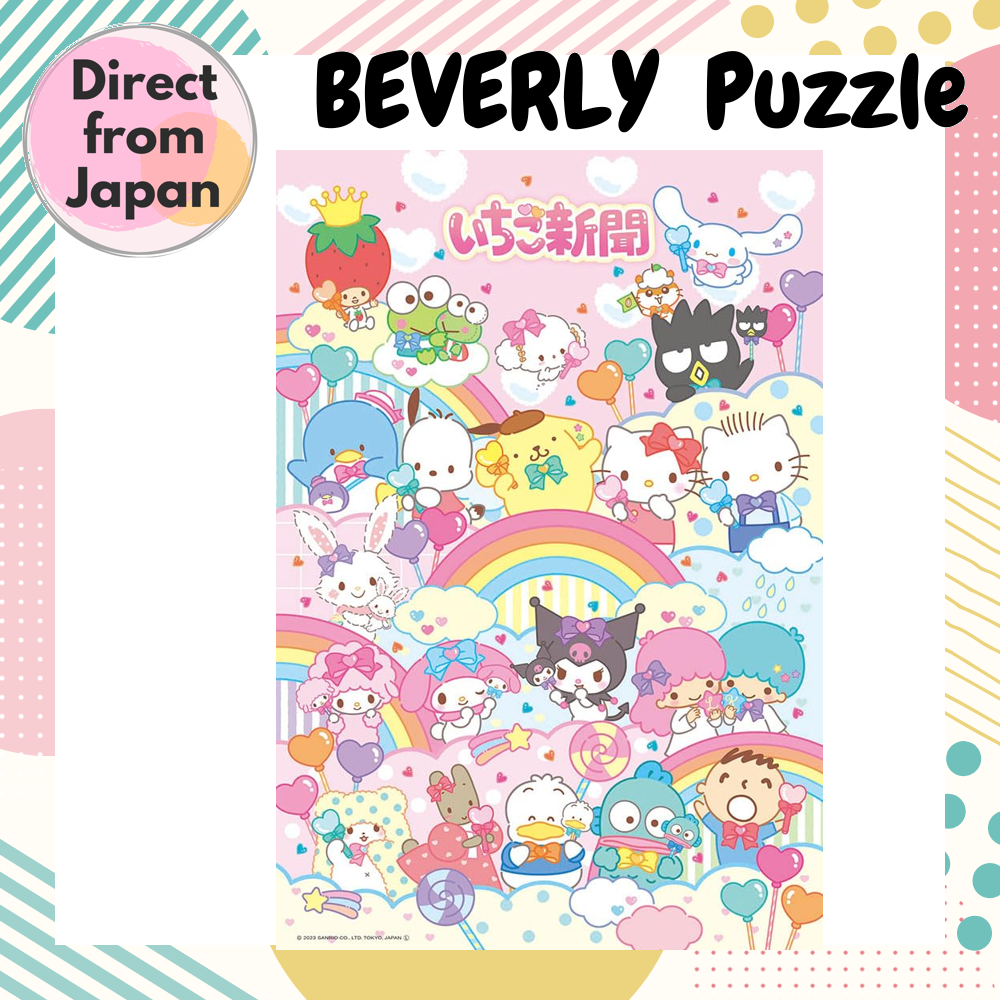 Direct
from
Japan
BEVERLY Puzzle
いちご新聞
© 2023 SANRIO CO., LTD. TOKYO, JAPAN Ⓛ